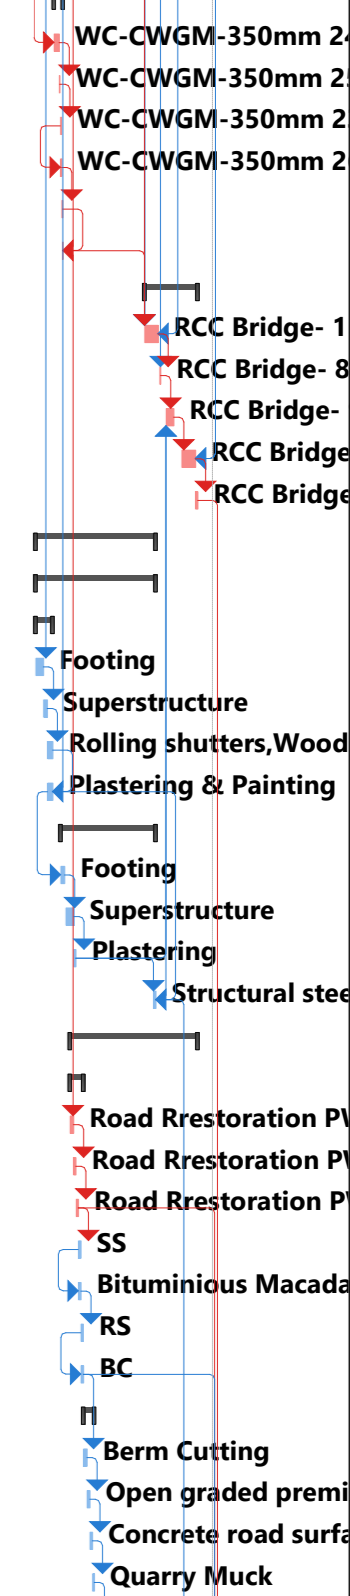 WC-CWGM-350mm 24
WC-CWGM-350mm 2
WC-CWGM-350mm 2
WC-CWGM-350mm 2
RCC Bridge- 1
RCC Bridge- 8
RCC Bridge-
RCC Bridge
RCC Bridge
Footing
Superstructure
Rolling shutters,Wood
Plastering & Painting
Footing
Superstructure
Plastering
Structural stee
Road Rrestoration P
Road Rrestoration P
Road Rrestoration P
SS
Bituminious Macada
RS
BC
Berm Cutting
Open graded premi
Concrete road surfa
Quarry Muck